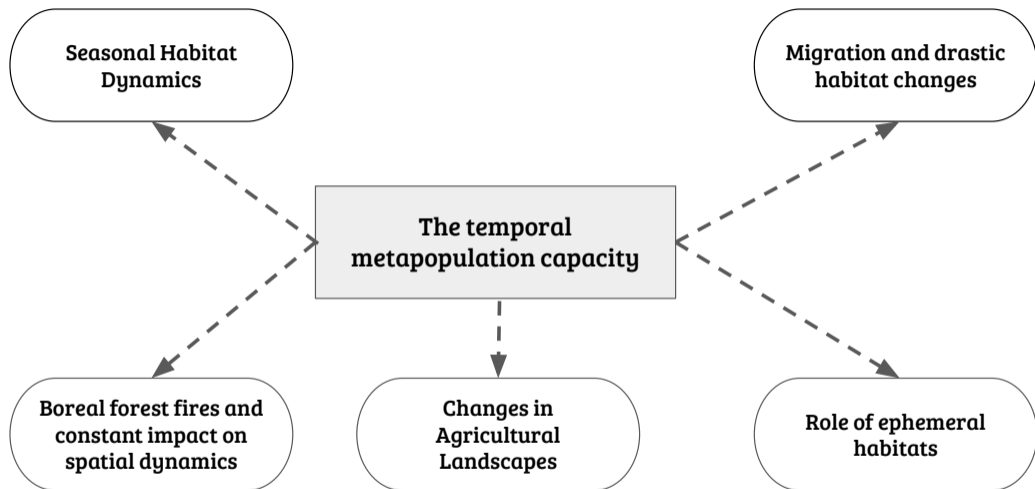 Seasonal Habitat
Dynamics
Migration and drastic
habitat changes
The temporal
metapopulation capacity
Boreal forest fires and
constant impact on
spatial dynamics
Changes in
Agricultural
Landscapes
Role of ephemeral
habitats